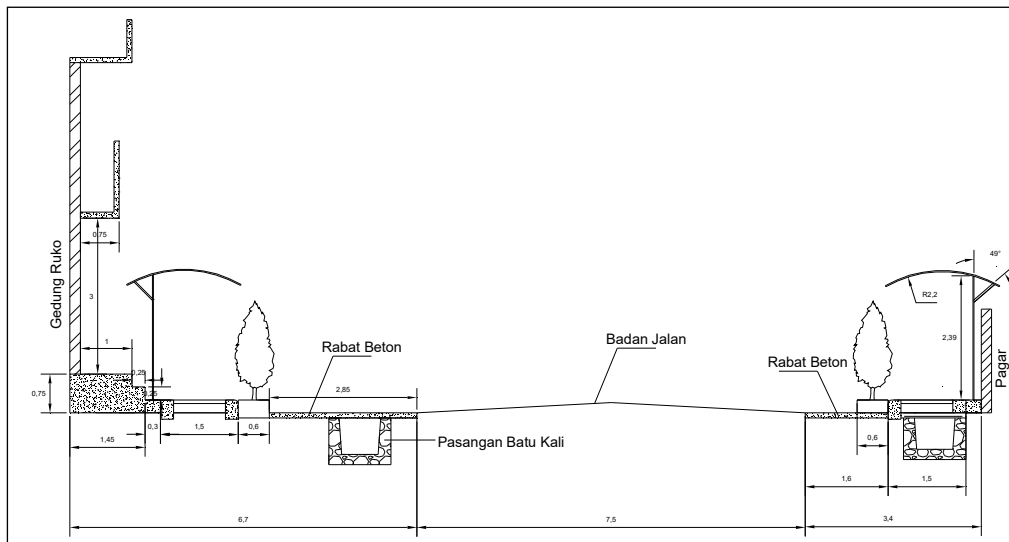 0,75
Gedung Ruko
3
49°
R2,2
2,39
1
0,25
Rabat Beton
Badan Jalan
Rabat Beton
Pagar
0,75
0,25
2,85
0,3
1,5
0,6
Pasangan Batu Kali
0,6
1,45
1,6
1,5
6,7
7,5
3,4